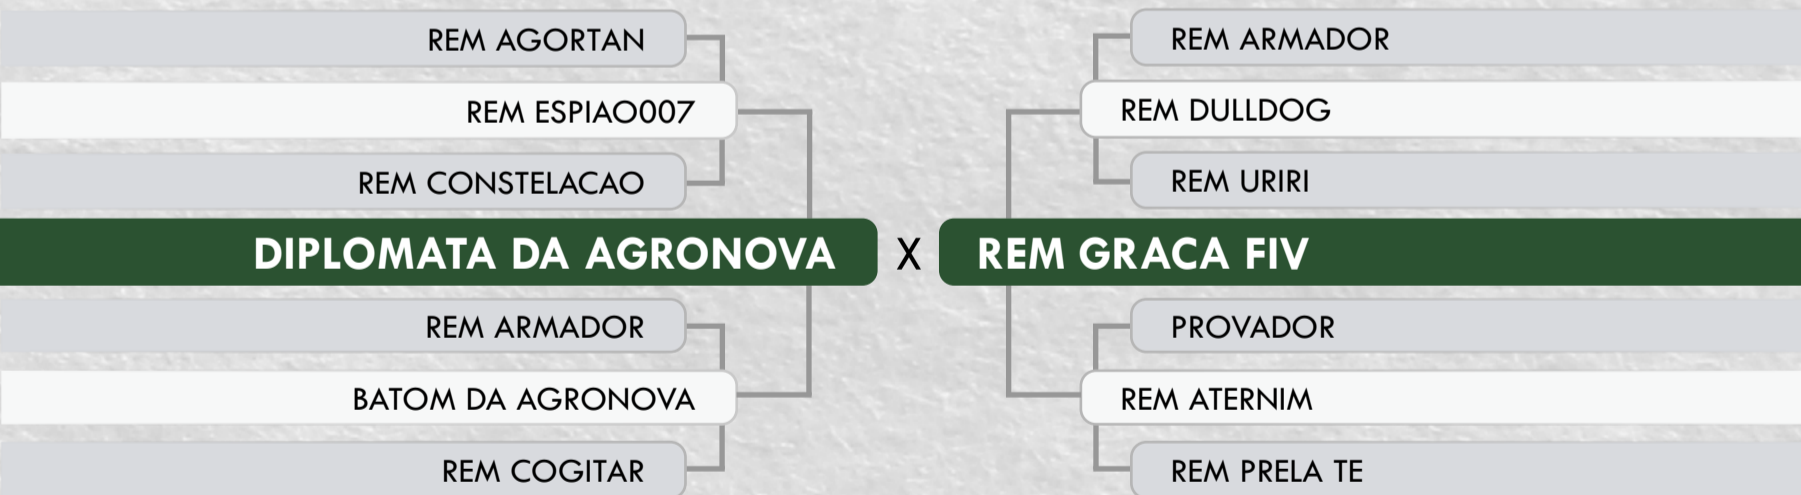 REM AGORTAN
REM ESPIAO007
REM CONSTELACAO
DIPLOMATA DA AGRONOVA
REM ARMADOR
BATOM DA AGRONOVA
REM COGITAR
X
REM ARMADOR
REM DULLDOG
REM URIRI
REM GRACA FIV
PROVADOR
REM ATERNIM
REM PRELA TE